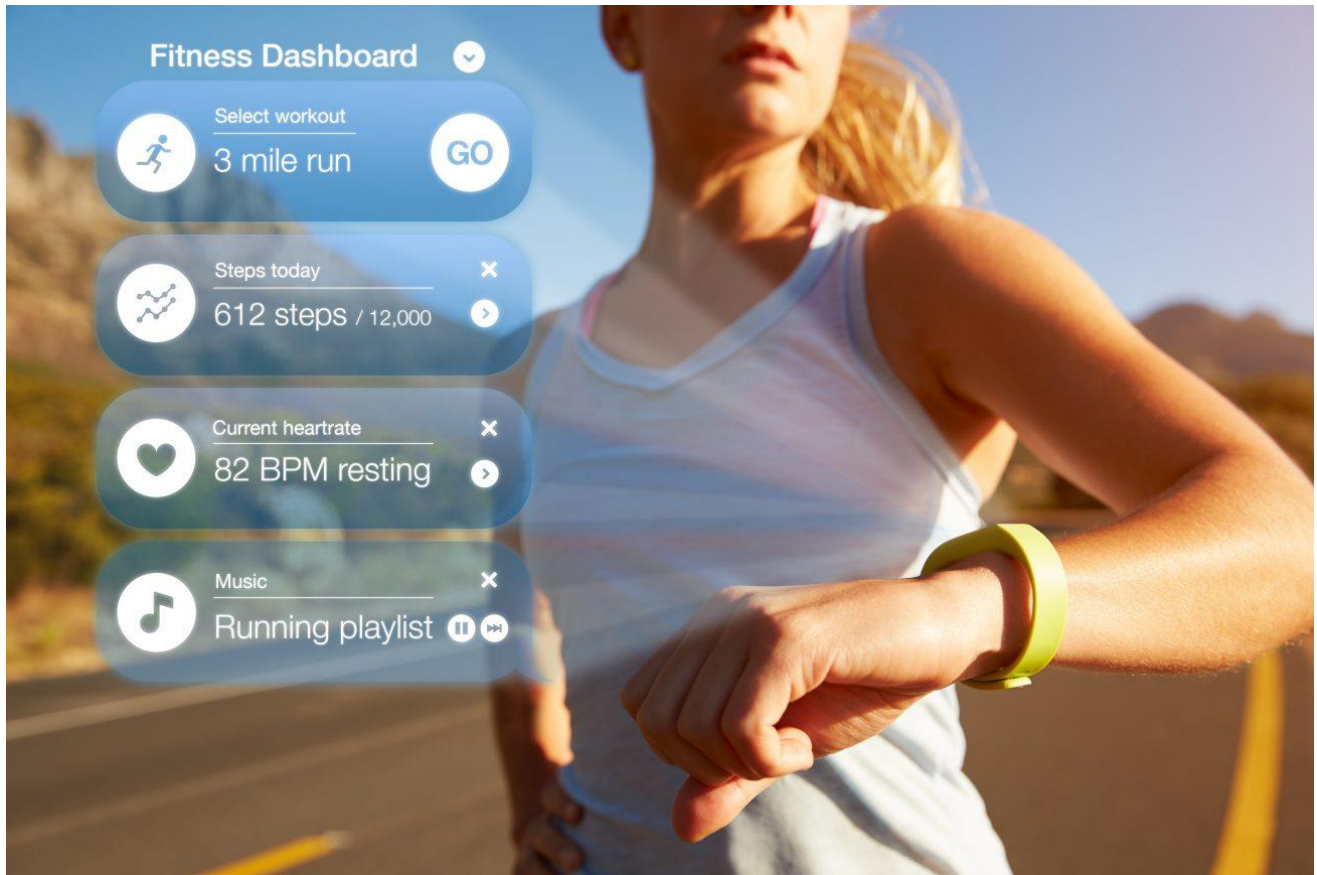 Fitness Dashboard
Select workout
3 mile run
GO
Steps today
612 steps / 12,000
Current heartrate
82 BPM resting
Music
Running playlist